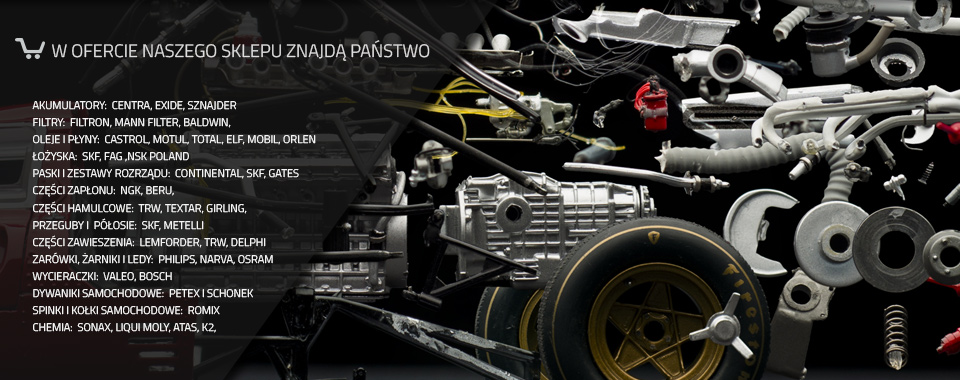 W OFERCIE NASZEGO SKLEPU ZNAJDĄ PAŃSTWO
AKUMULATORY: CENTRA, EXIDE, SZNAJDER
FILTRY: FILTRON, MANN FILTER, BALDWIN,
OLEJE I PŁYNY: CASTROL, MOTUL, TOTAL, ELF, MOBIL, ORLEN
ŁOŻYSKA: SKF, FAG ,NSK POLAND
PASKI I ZESTAWY ROZRZĄDU: CONTINENTAL, SKF, GATES
CZĘŚCI ZAPŁONU: NGK, BERU,
CZĘŚCI HAMULCOWE: TRW, TEXTAR, GIRLING,
PRZEGUBY I PÓŁOSIE: SKF, METELLI
CZĘŚCI ZAWIESZENIA: LEMFORDER, TRW, DELPHI
ZARÓWKI, ŻARNIKI I LEDY: PHILIPS, NARVA, OSRAM
WYCIERACZKI: VALEO, BOSCH
DYWANIKI SAMOCHODOWE: PETEX I SCHONEK
SPINKI I KOŁKI SAMOCHODOWE: ROMIX
CHEMIA: SONAX, LIQUI MOLY, ATAS, K2,
Firestone